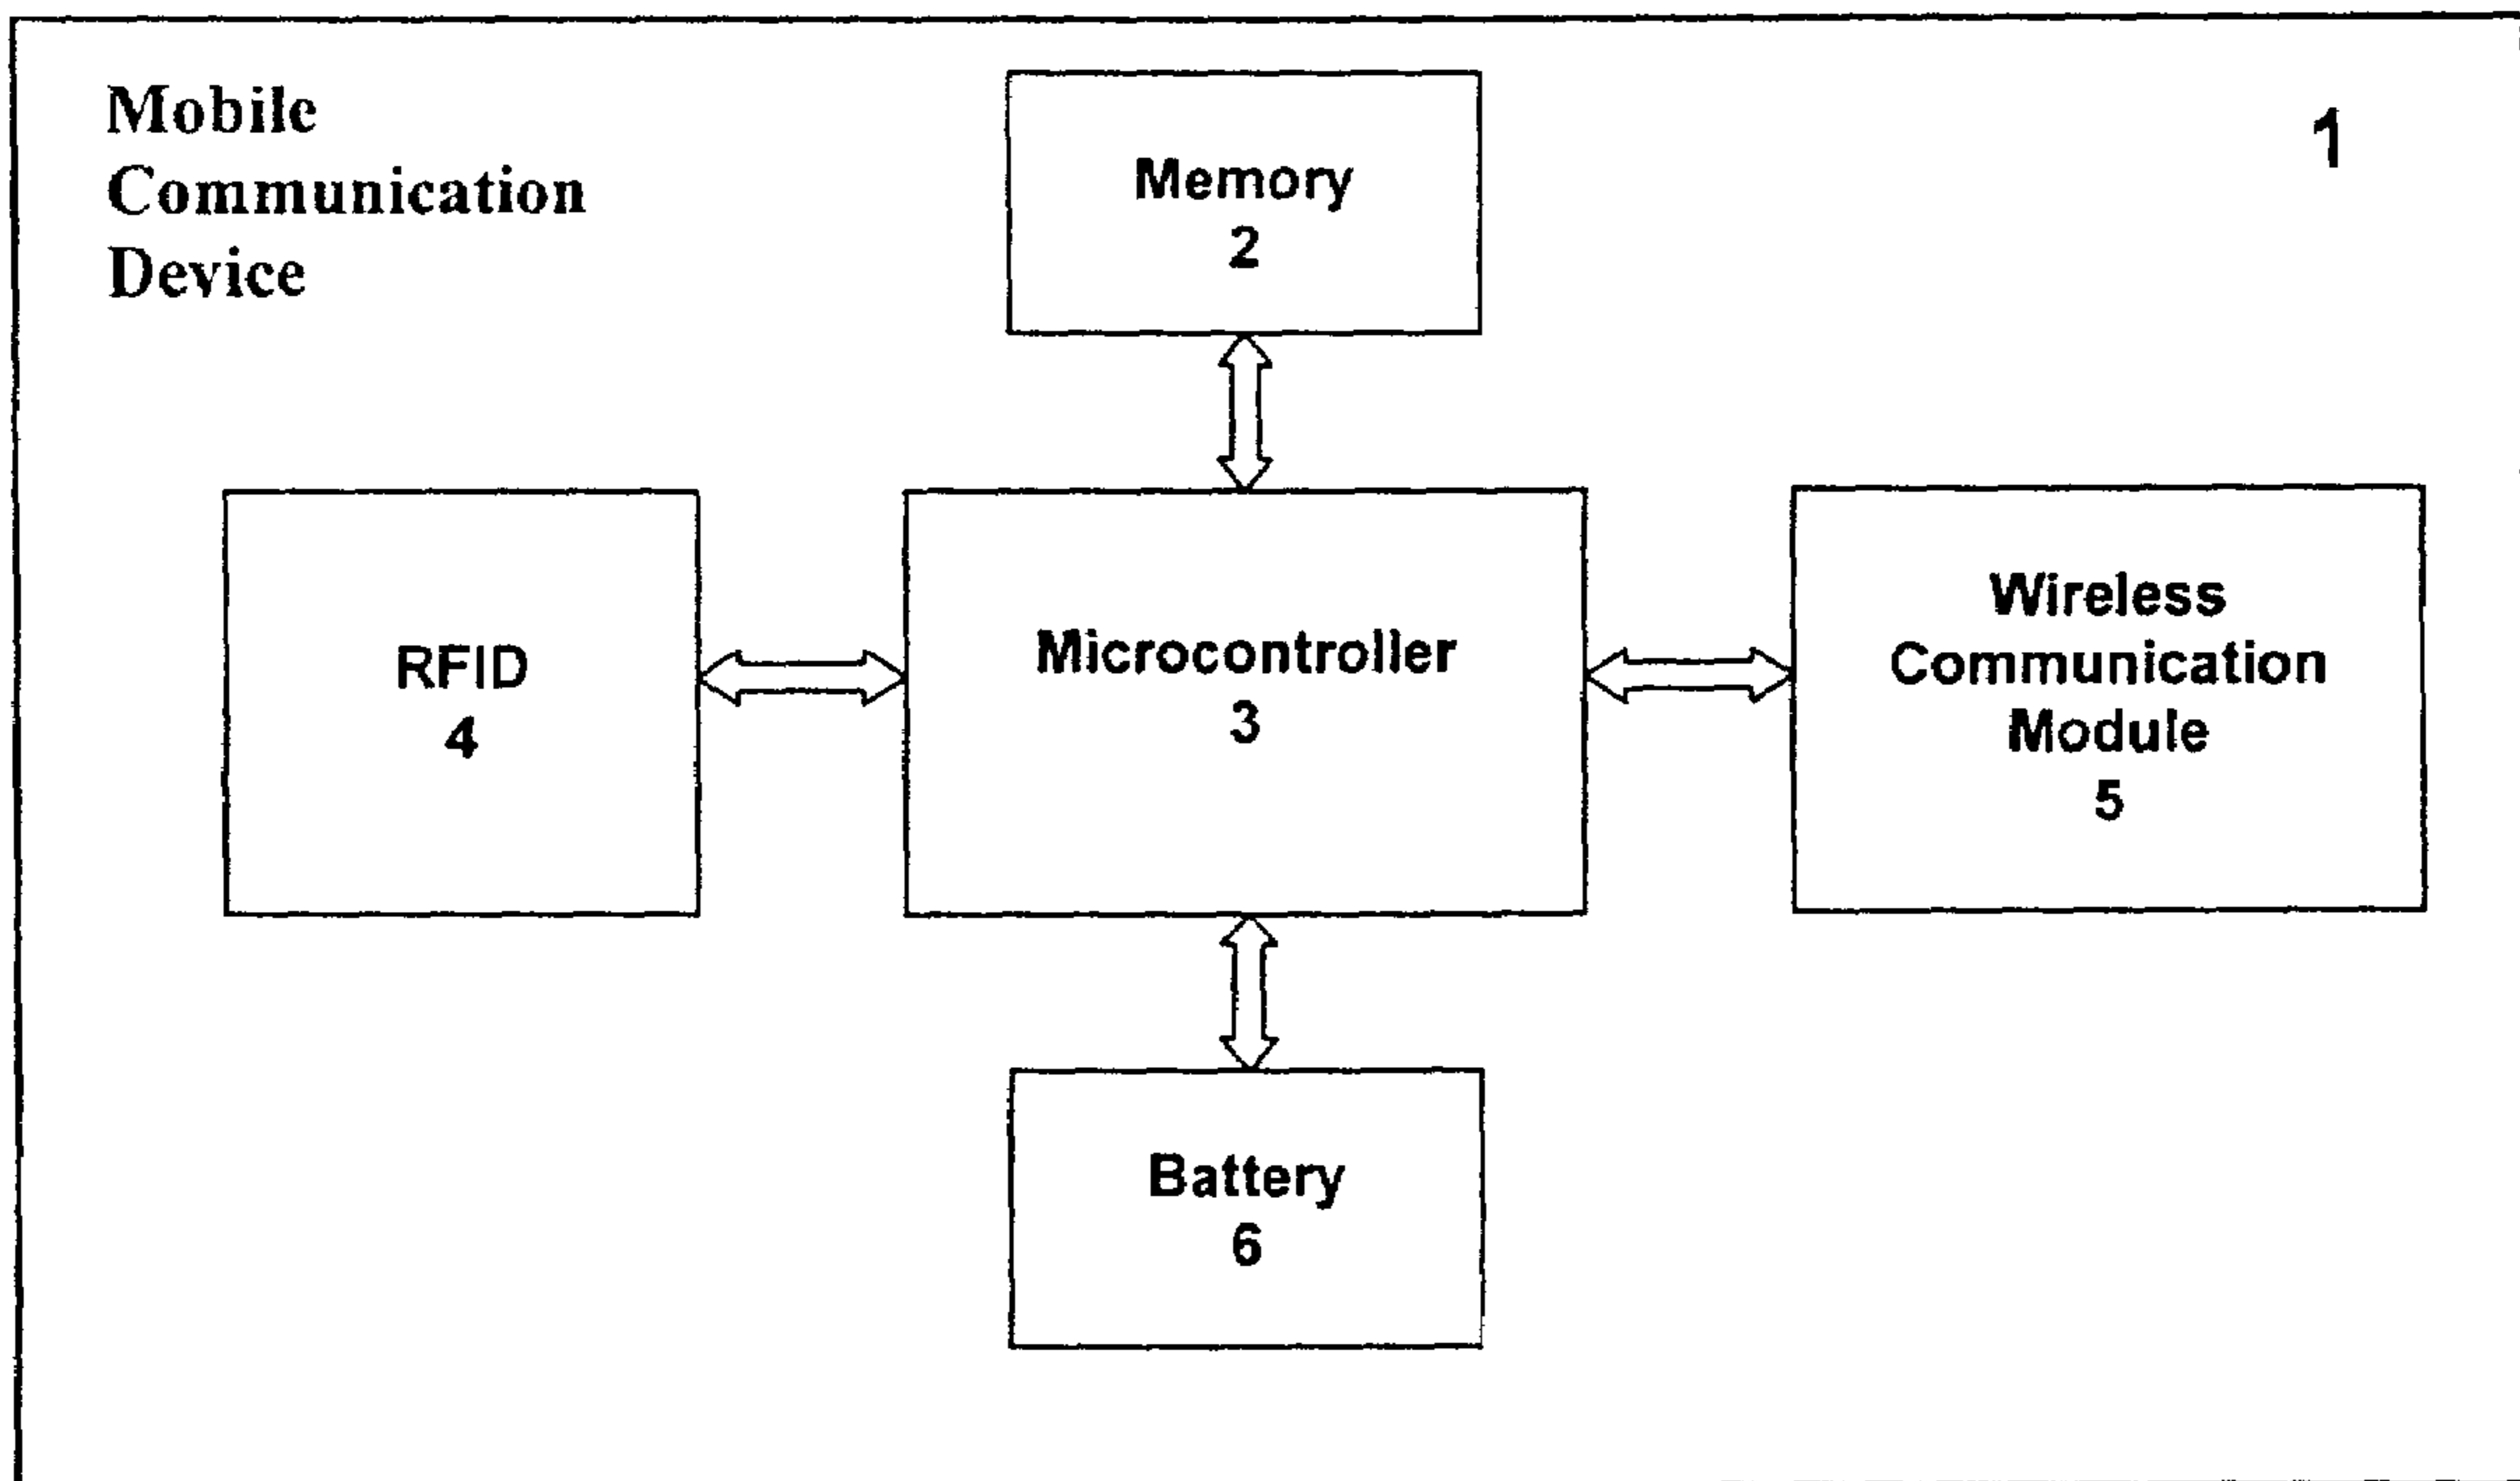 Mobile
Communication
Device
1
Memory
2
RFID
4
Microcontroller
3
Wireless
Communication
Module
5
Battery
6